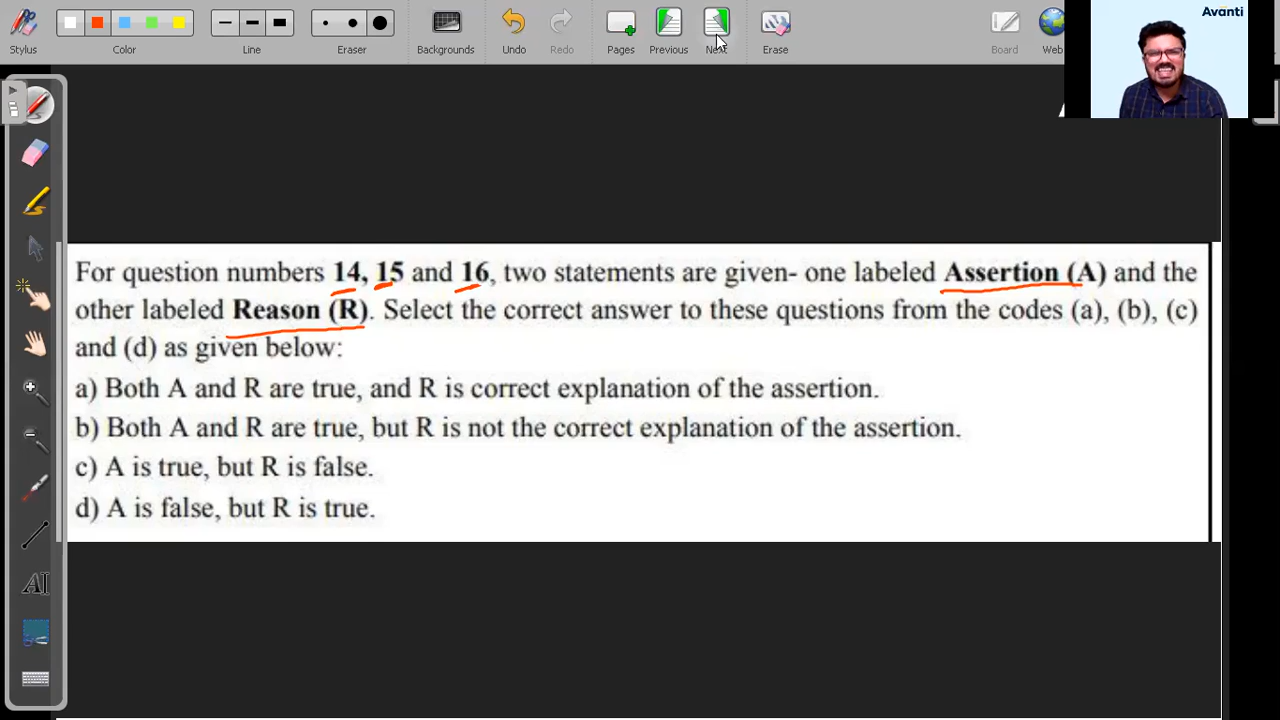 Stylus
Color
Line
Eraser
Backgrounds
Undo
Redo
Pages
Previous
Next
Erase
Board
Web
Avanti
For question numbers 14, 15 and 16, two statements are given- one labeled Assertion (A) and the
other labeled Reason (R). Select the correct answer to these questions from the codes (a), (b), (c)
and (d) as given below:
a) Both A and R are true, and R is correct explanation of the assertion.
b) Both A and R are true, but R is not the correct explanation of the assertion.
c) A is true, but R is false.
d) A is false, but R is true.